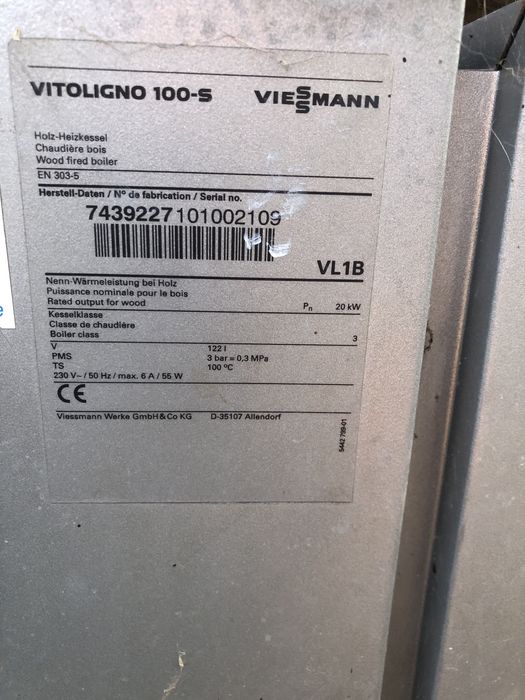 VITOLIGNO 100-S
VIESSMANN
Holz-Heizkessel
Chaudière bois
Wood fired boiler
EN 303-5
Herstell-Daten / N° de fabrication / Serial no.
7439227101002109
VL1B
Nenn-Wärmeleistung bei Holz
Puissance nominale pour le bois
Rated output for wood Pn 20 kW
Kesselklasse
Classe de chaudière
Boiler class 3
V 122 l
PMS 3 bar = 0,3 MPa
TS 100 °C
230 V~ / 50 Hz / max. 6 A / 55 W
CE
Viessmann Werke GmbH & Co KG D-35107 Allendorf
5442 799-01
e